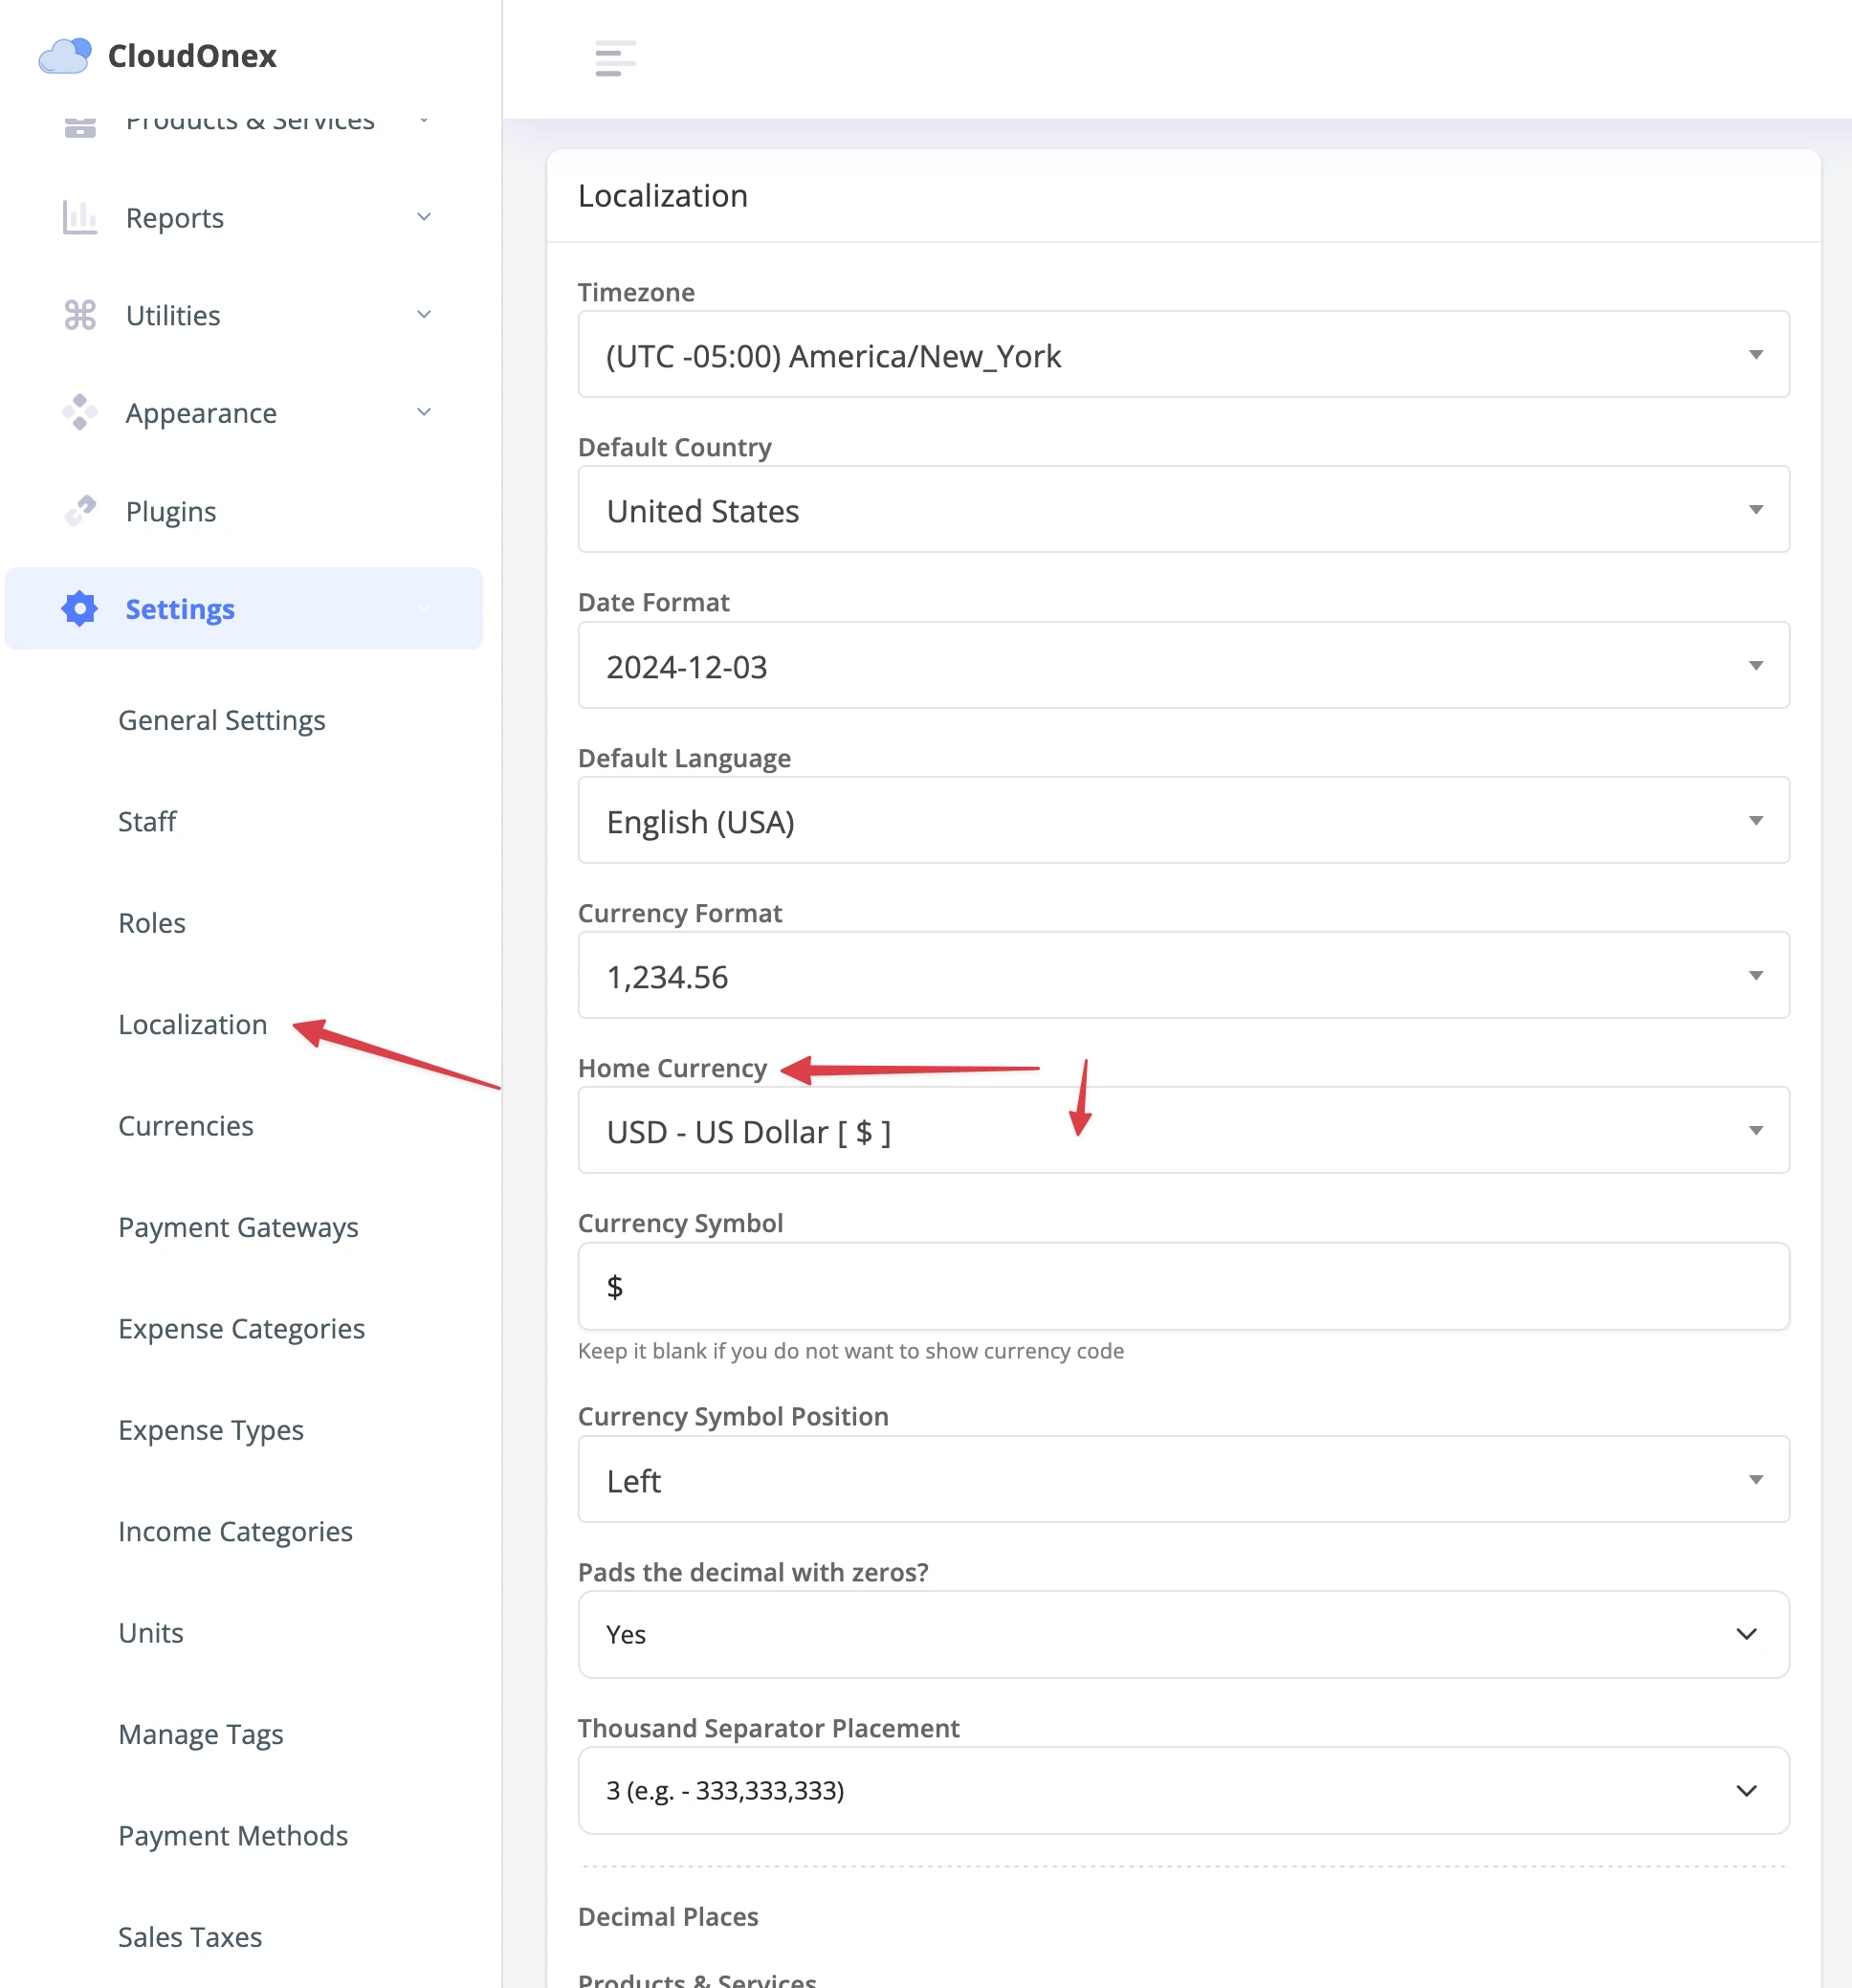 CloudOnex
Products & Services
Reports
Utilities
Appearance
Plugins
Settings
General Settings
Staff
Roles
Localization
Currencies
Payment Gateways
Expense Categories
Expense Types
Income Categories
Units
Manage Tags
Payment Methods
Sales Taxes
Localization
Timezone
(UTC -05:00) America/New_York
Default Country
United States
Date Format
2024-12-03
Default Language
English (USA)
Currency Format
1,234.56
Home Currency
USD - US Dollar [ $ ]
Currency Symbol
$
Keep it blank if you do not want to show currency code
Currency Symbol Position
Left
Pads the decimal with zeros?
Yes
Thousand Separator Placement
3 (e.g. - 333,333,333)
Decimal Places
Products & Services